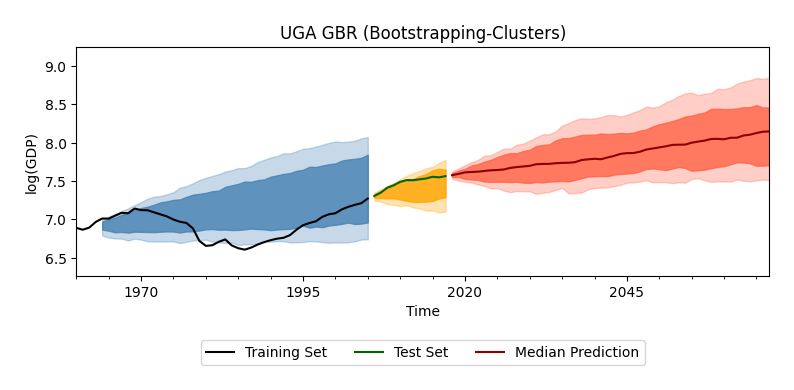 UGA GBR (Bootstrapping-Clusters)
9.0
8.5
8.0
7.5
7.0
6.5
log(GDP)
1970 1995 2020 2045
Time
Training Set Test Set Median Prediction